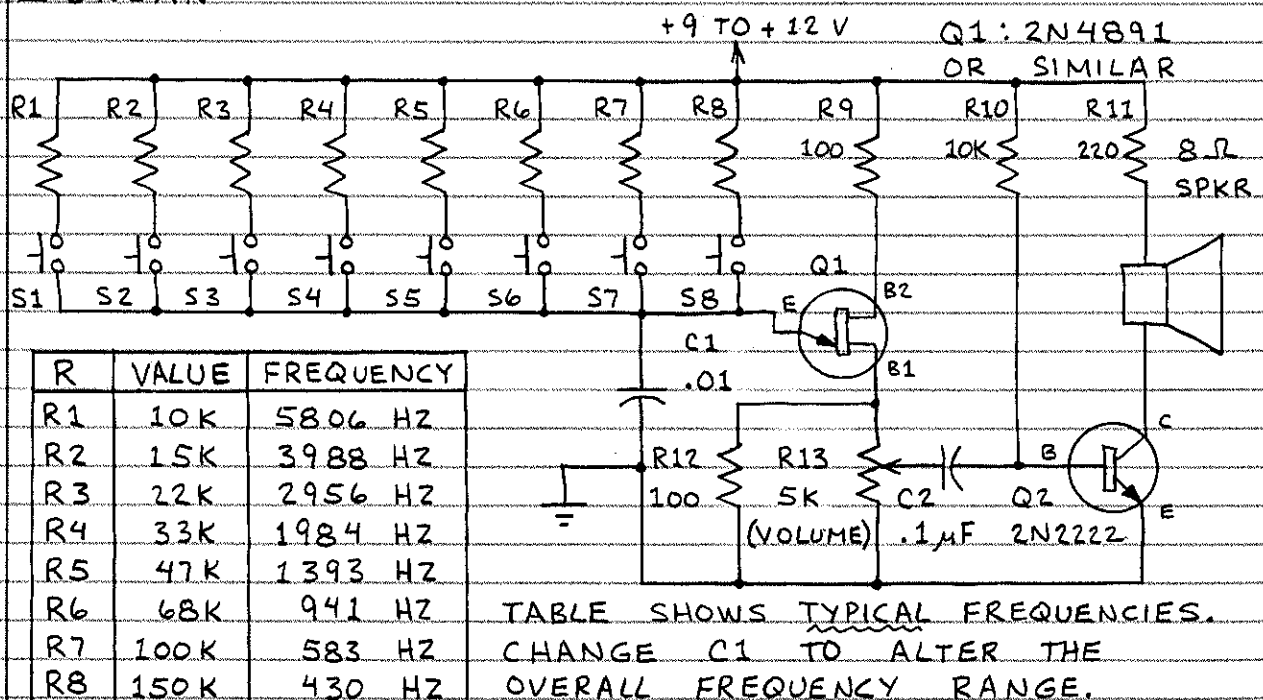 +9 TO +12 V
Q1: 2N4891
OR SIMILAR
R1 R2 R3 R4 R5 R6 R7 R8 R9 R10 R11
100 10K 220 8 Ω
SPKR
Q1
S1 S2 S3 S4 S5 S6 S7 S8 E B2
C1
.01
B1
R VALUE FREQUENCY
R1 10K 5806 HZ
R2 15K 3988 HZ
R3 22K 2956 HZ
R4 33K 1984 HZ
R5 47K 1393 HZ
R6 68K 941 HZ
R7 100K 583 HZ
R8 150K 430 HZ
C
R12 R13 B
100 5K C2 Q2 E
(VOLUME) .1µF 2N2222
TABLE SHOWS TYPICAL FREQUENCIES.
CHANGE C1 TO ALTER THE
OVERALL FREQUENCY RANGE.